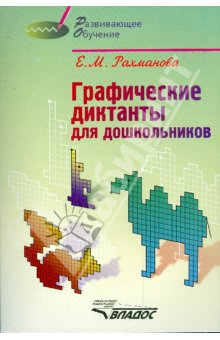 Развивающее
Обучение
Е.М. Рахманова
Графические
диктанты
для дошкольников
ВЛАДОС